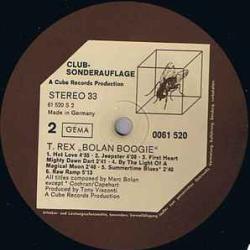 CLUB-
SONDERAUFLAGE
A Cube Records Production
STEREO 33
61 520 S 2
Made in Germany
2 GEMA
0061 520
T. REX „BOLAN BOOGIE"
1. Hot Love 4'55 · 2. Jeepster 4'08 · 3. First Heart
Mighty Dawn Dart 2'41 · 4. By The Light Of A
Magical Moon 2'48 · 5. Summertime Blues* 2'40
6. Raw Ramp 5'13
All titles composed by Marc Bolan
except * Cochran/Capehart
Produced by Tony Visconti
A Cube Records Production